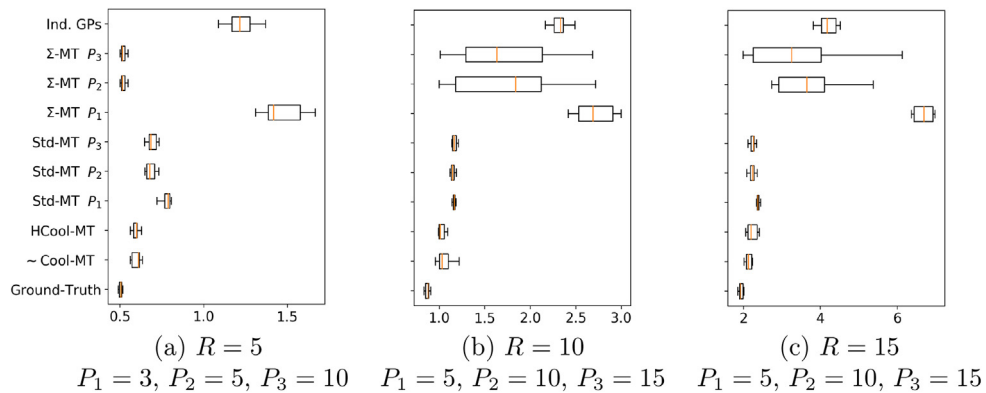 Ind. GPs
Σ-MT P₃
Σ-MT P₂
Σ-MT P₁
Std-MT P₃
Std-MT P₂
Std-MT P₁
HCool-MT
~ Cool-MT
Ground-Truth
0.5 1.0 1.5
1.0 1.5 2.0 2.5 3.0
2 4 6
(a) R = 5
P₁ = 3, P₂ = 5, P₃ = 10
(b) R = 10
P₁ = 5, P₂ = 10, P₃ = 15
(c) R = 15
P₁ = 5, P₂ = 10, P₃ = 15